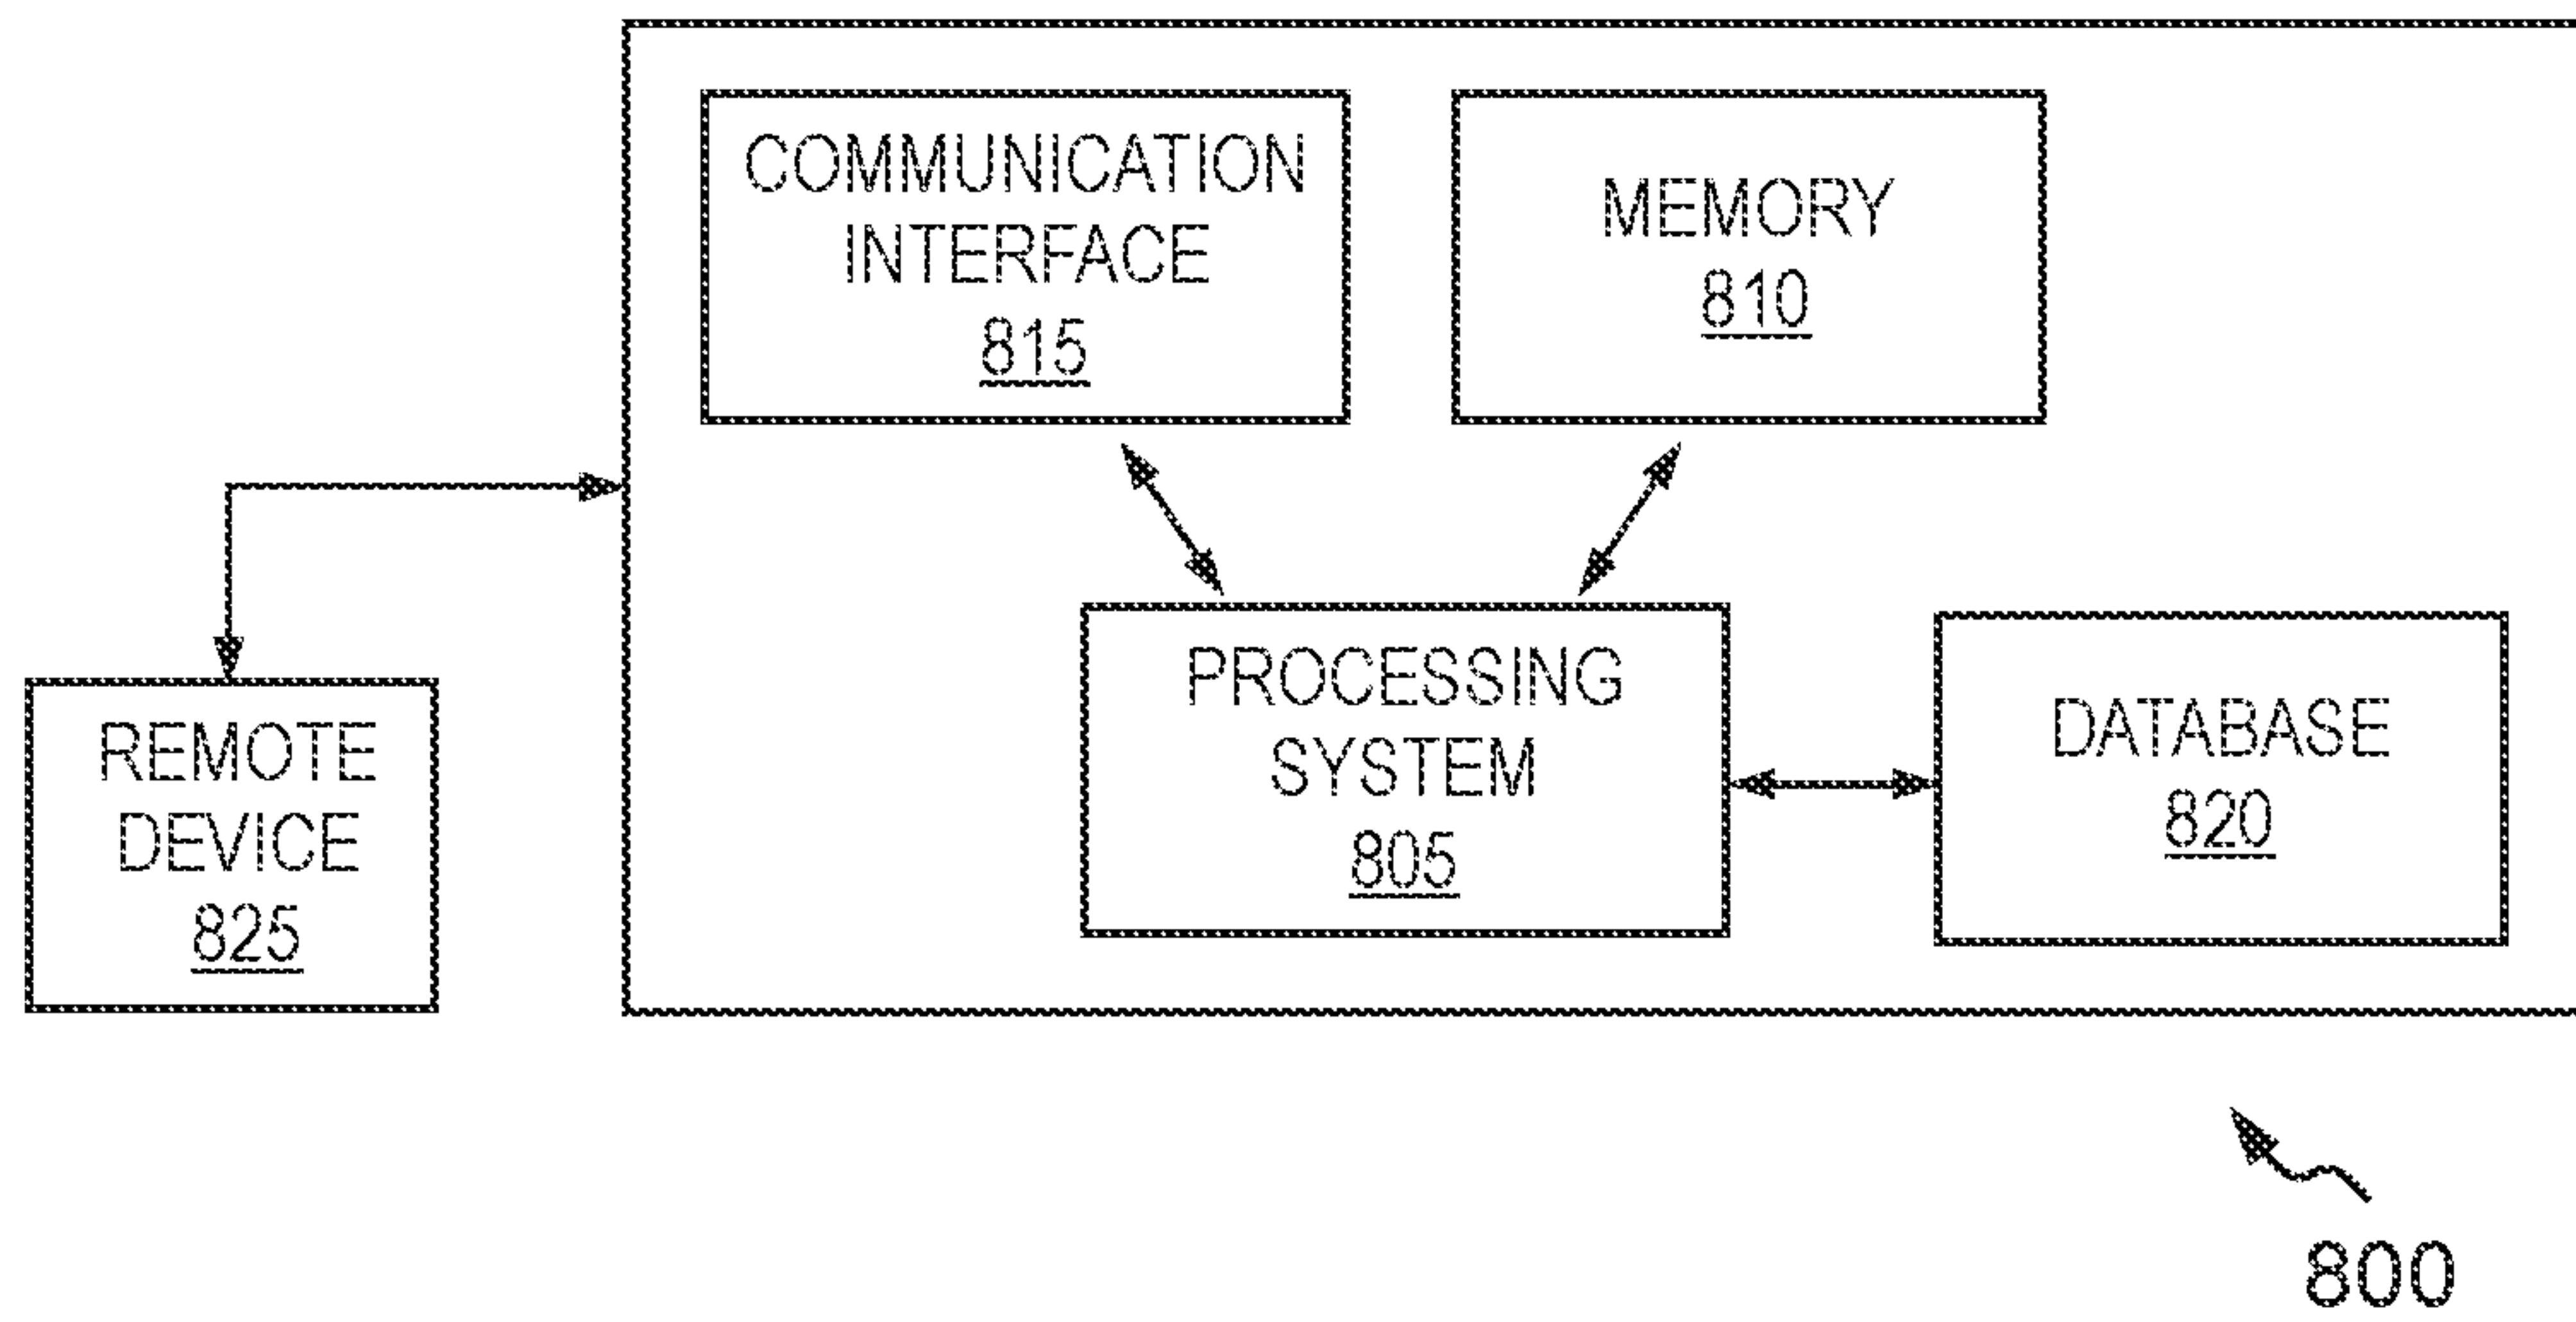 COMMUNICATION
INTERFACE
815
MEMORY
810
PROCESSING
SYSTEM
805
DATABASE
820
REMOTE
DEVICE
825
800